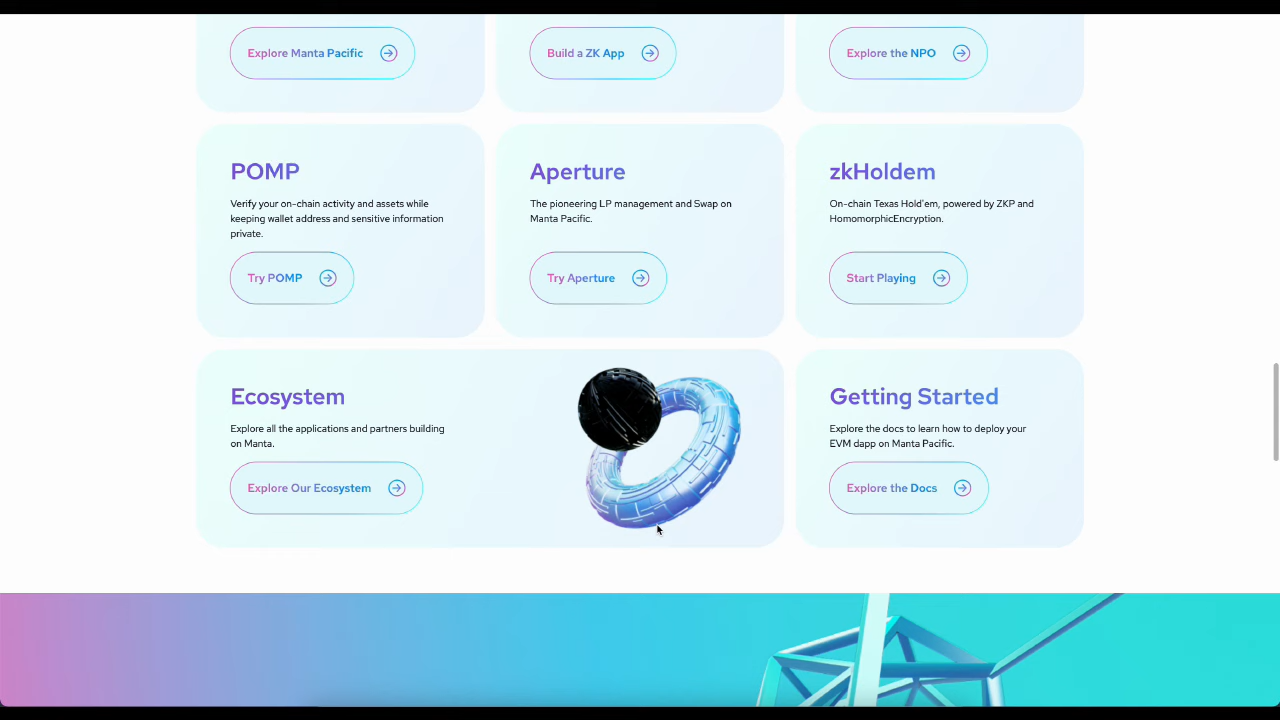 Explore Manta Pacific
Build a ZK App
Explore the NPO
POMP
Verify your on-chain activity and assets while
keeping wallet address and sensitive information
private.
Try POMP
Aperture
The pioneering LP management and Swap on
Manta Pacific.
Try Aperture
zkHoldem
On-chain Texas Hold'em, powered by ZKP and
HomomorphicEncryption.
Start Playing
Ecosystem
Explore all the applications and partners building
on Manta.
Explore Our Ecosystem
Getting Started
Explore the docs to learn how to deploy your
EVM dapp on Manta Pacific.
Explore the Docs